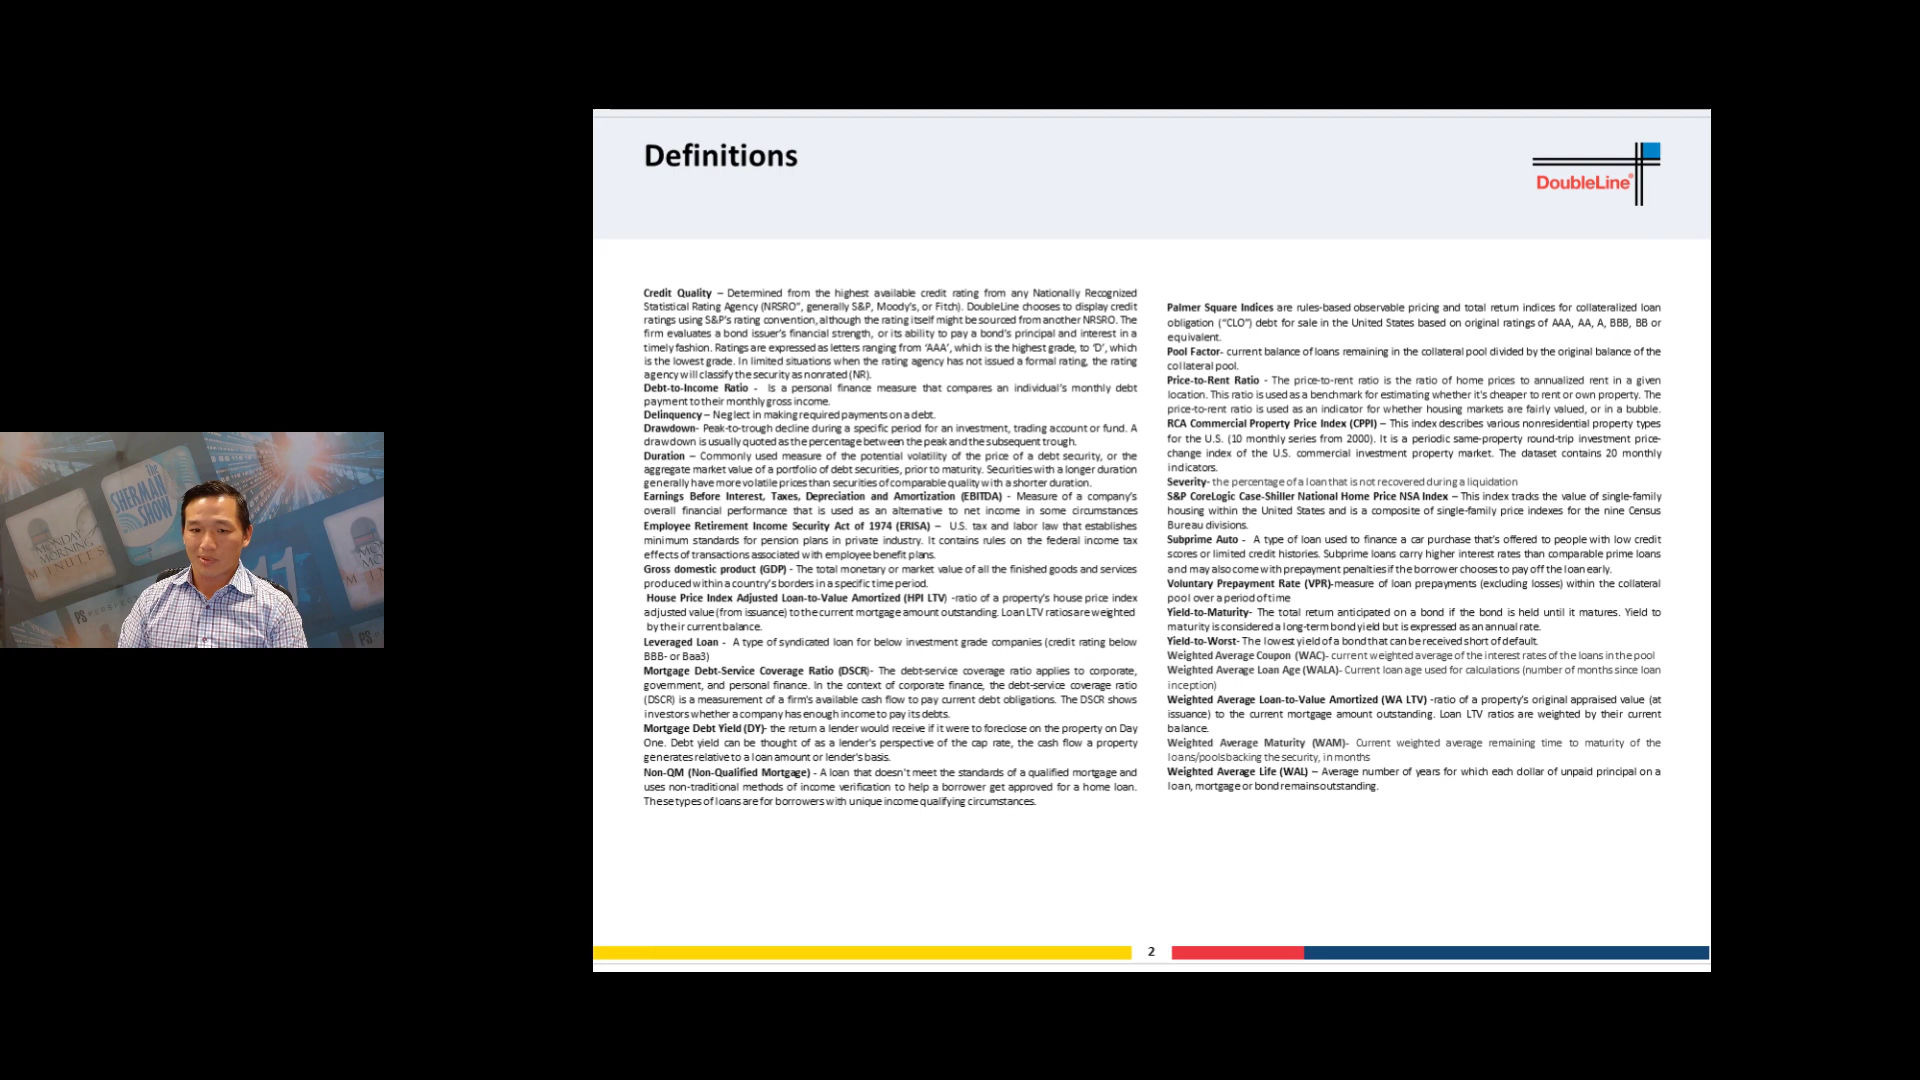 Definitions
DoubleLine®
Credit Quality – Determined from the highest available credit rating from any Nationally Recognized
Statistical Rating Agency (NRSRO”, generally S&P, Moody’s, or Fitch). DoubleLine chooses to display credit
ratings using S&P’s rating convention, although the rating itself might be sourced from another NRSRO. The
firm evaluates a bond issuer’s financial strength, or its ability to pay a bond’s principal and interest in a
timely fashion. Ratings are expressed as letters ranging from ‘AAA’, which is the highest grade, to ‘D’, which
is the lowest grade. In limited situations when the rating agency has not issued a formal rating, the rating
agency will classify the security as nonrated (NR).
Debt-to-Income Ratio - Is a personal finance measure that compares an individual’s monthly debt
payment to their monthly gross income.
Delinquency – Neglect in making required payments on a debt.
Drawdown- Peak-to-trough decline during a specific period for an investment, trading account or fund. A
drawdown is usually quoted as the percentage between the peak and the subsequent trough.
Duration – Commonly used measure of the potential volatility of the price of a debt security, or the
aggregate market value of a portfolio of debt securities, prior to maturity. Securities with a longer duration
generally have more volatile prices than securities of comparable quality with a shorter duration.
Earnings Before Interest, Taxes, Depreciation and Amortization (EBITDA) - Measure of a company’s
overall financial performance that is used as an alternative to net income in some circumstances
Employee Retirement Income Security Act of 1974 (ERISA) – U.S. tax and labor law that establishes
minimum standards for pension plans in private industry. It contains rules on the federal income tax
effects of transactions associated with employee benefit plans.
Gross domestic product (GDP) - The total monetary or market value of all the finished goods and services
produced within a country’s borders in a specific time period.
House Price Index Adjusted Loan-to-Value Amortized (HPI LTV) -ratio of a property’s house price index
adjusted value (from issuance) to the current mortgage amount outstanding. Loan LTV ratios are weighted
by their current balance.
Leveraged Loan - A type of syndicated loan for below investment grade companies (credit rating below
BBB- or Baa3)
Mortgage Debt-Service Coverage Ratio (DSCR)- The debt-service coverage ratio applies to corporate,
government, and personal finance. In the context of corporate finance, the debt-service coverage ratio
(DSCR) is a measurement of a firm's available cash flow to pay current debt obligations. The DSCR shows
investors whether a company has enough income to pay its debts.
Mortgage Debt Yield (DY)- the return a lender would receive if it were to foreclose on the property on Day
One. Debt yield can be thought of as a lender's perspective of the cap rate, the cash flow a property
generates relative to a loan amount or lender's basis.
Non-QM (Non-Qualified Mortgage) - A loan that doesn't meet the standards of a qualified mortgage and
uses non-traditional methods of income verification to help a borrower get approved for a home loan.
These types of loans are for borrowers with unique income qualifying circumstances.
Palmer Square Indices are rules-based observable pricing and total return indices for collateralized loan
obligation (“CLO”) debt for sale in the United States based on original ratings of AAA, AA, A, BBB, BB or
equivalent.
Pool Factor- current balance of loans remaining in the collateral pool divided by the original balance of the
collateral pool.
Price-to-Rent Ratio - The price-to-rent ratio is the ratio of home prices to annualized rent in a given
location. This ratio is used as a benchmark for estimating whether it's cheaper to rent or own property. The
price-to-rent ratio is used as an indicator for whether housing markets are fairly valued, or in a bubble.
RCA Commercial Property Price Index (CPPI) – This index describes various nonresidential property types
for the U.S. (10 monthly series from 2000). It is a periodic same-property round-trip investment price-
change index of the U.S. commercial investment property market. The dataset contains 20 monthly
indicators.
Severity- the percentage of a loan that is not recovered during a liquidation
S&P CoreLogic Case-Shiller National Home Price NSA Index – This index tracks the value of single-family
housing within the United States and is a composite of single-family price indexes for the nine Census
Bureau divisions.
Subprime Auto - A type of loan used to finance a car purchase that’s offered to people with low credit
scores or limited credit histories. Subprime loans carry higher interest rates than comparable prime loans
and may also come with prepayment penalties if the borrower chooses to pay off the loan early.
Voluntary Prepayment Rate (VPR)-measure of loan prepayments (excluding losses) within the collateral
pool over a period of time
Yield-to-Maturity- The total return anticipated on a bond if the bond is held until it matures. Yield to
maturity is considered a long-term bond yield but is expressed as an annual rate.
Yield-to-Worst- The lowest yield of a bond that can be received short of default.
Weighted Average Coupon (WAC)- current weighted average of the interest rates of the loans in the pool
Weighted Average Loan Age (WALA)- Current loan age used for calculations (number of months since loan
inception)
Weighted Average Loan-to-Value Amortized (WA LTV) -ratio of a property’s original appraised value (at
issuance) to the current mortgage amount outstanding. Loan LTV ratios are weighted by their current
balance.
Weighted Average Maturity (WAM)- Current weighted average remaining time to maturity of the
loans/pools backing the security, in months
Weighted Average Life (WAL) – Average number of years for which each dollar of unpaid principal on a
loan, mortgage or bond remains outstanding.
2
THE
SHERMAN
SHOW
MONDAY
MORNING
M NUTES
11
PS
PS